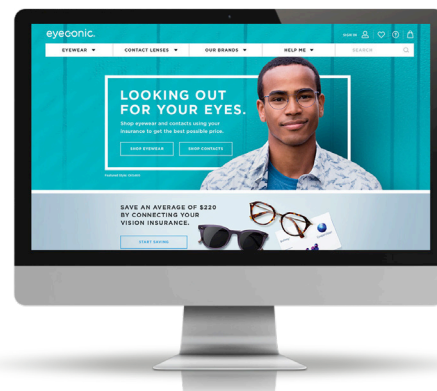 eyeconic.
SIGN IN
EYEWEAR
CONTACT LENSES
OUR BRANDS
HELP ME
SEARCH
LOOKING OUT
FOR YOUR EYES.
Shop eyewear and contacts using your
insurance to get the best possible price.
SHOP EYEWEAR
SHOP CONTACTS
SAVE AN AVERAGE OF $220
BY CONNECTING YOUR
VISION INSURANCE.
START SAVING